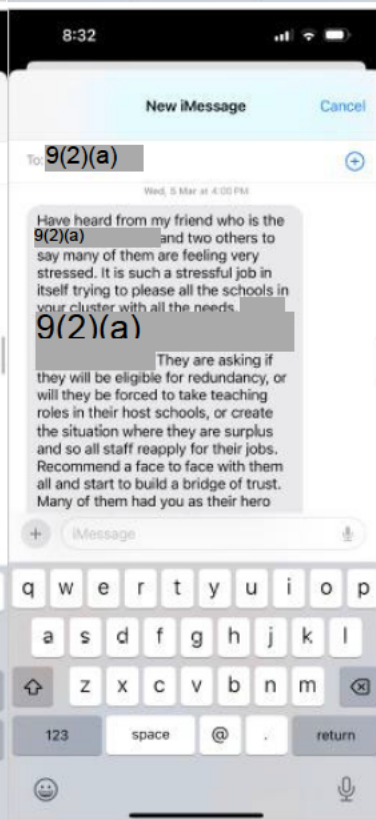 8:32
New iMessage
Cancel
To: 9(2)(a)
Wed, 5 Mar at 4:00 PM
Have heard from my friend who is the
9(2)(a) and two others to
say many of them are feeling very
stressed. It is such a stressful job in
itself trying to please all the schools in
your cluster with all the needs.
9(2)(a)
They are asking if
they will be eligible for redundancy, or
will they be forced to take teaching
roles in their host schools, or create
the situation where they are surplus
and so all staff reapply for their jobs.
Recommend a face to face with them
all and start to build a bridge of trust.
Many of them had you as their hero
iMessage
q w e r t y u i o p
a s d f g h j k l
z x c v b n m
123 space @ . return